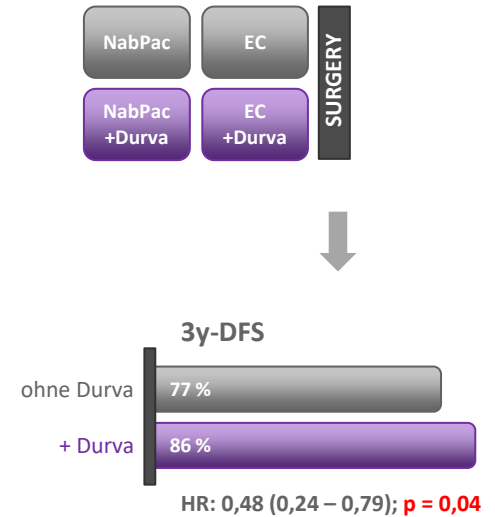 NabPac
EC
NabPac
+Durva
EC
+Durva
SURGERY
3y-DFS
ohne Durva
77 %
+ Durva
86 %
HR: 0,48 (0,24 – 0,79); p = 0,04